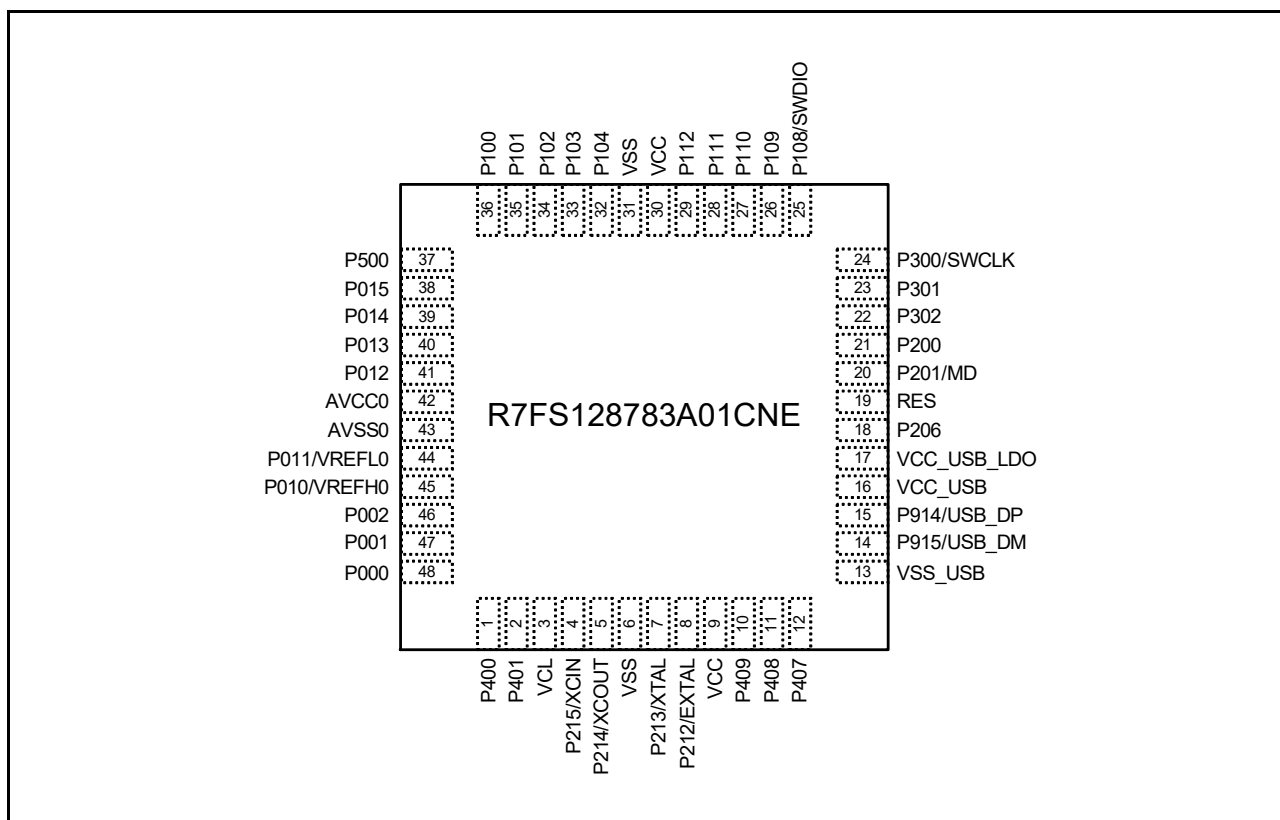 P100
P101
P102
P103
P104
VSS
VCC
P112
P111
P110
P109
P108/SWDIO
36
35
34
33
32
31
30
29
28
27
26
25
P500 37
P015 38
P014 39
P013 40
P012 41
AVCC0 42
AVSS0 43
P011/VREFL0 44
P010/VREFH0 45
P002 46
P001 47
P000 48
R7FS128783A01CNE
24 P300/SWCLK
23 P301
22 P302
21 P200
20 P201/MD
19 RES
18 P206
17 VCC_USB_LDO
16 VCC_USB
15 P914/USB_DP
14 P915/USB_DM
13 VSS_USB
1
2
3
4
5
6
7
8
9
10
11
12
P400
P401
VCL
P215/XCIN
P214/XCOUT
VSS
P213/XTAL
P212/EXTAL
VCC
P409
P408
P407